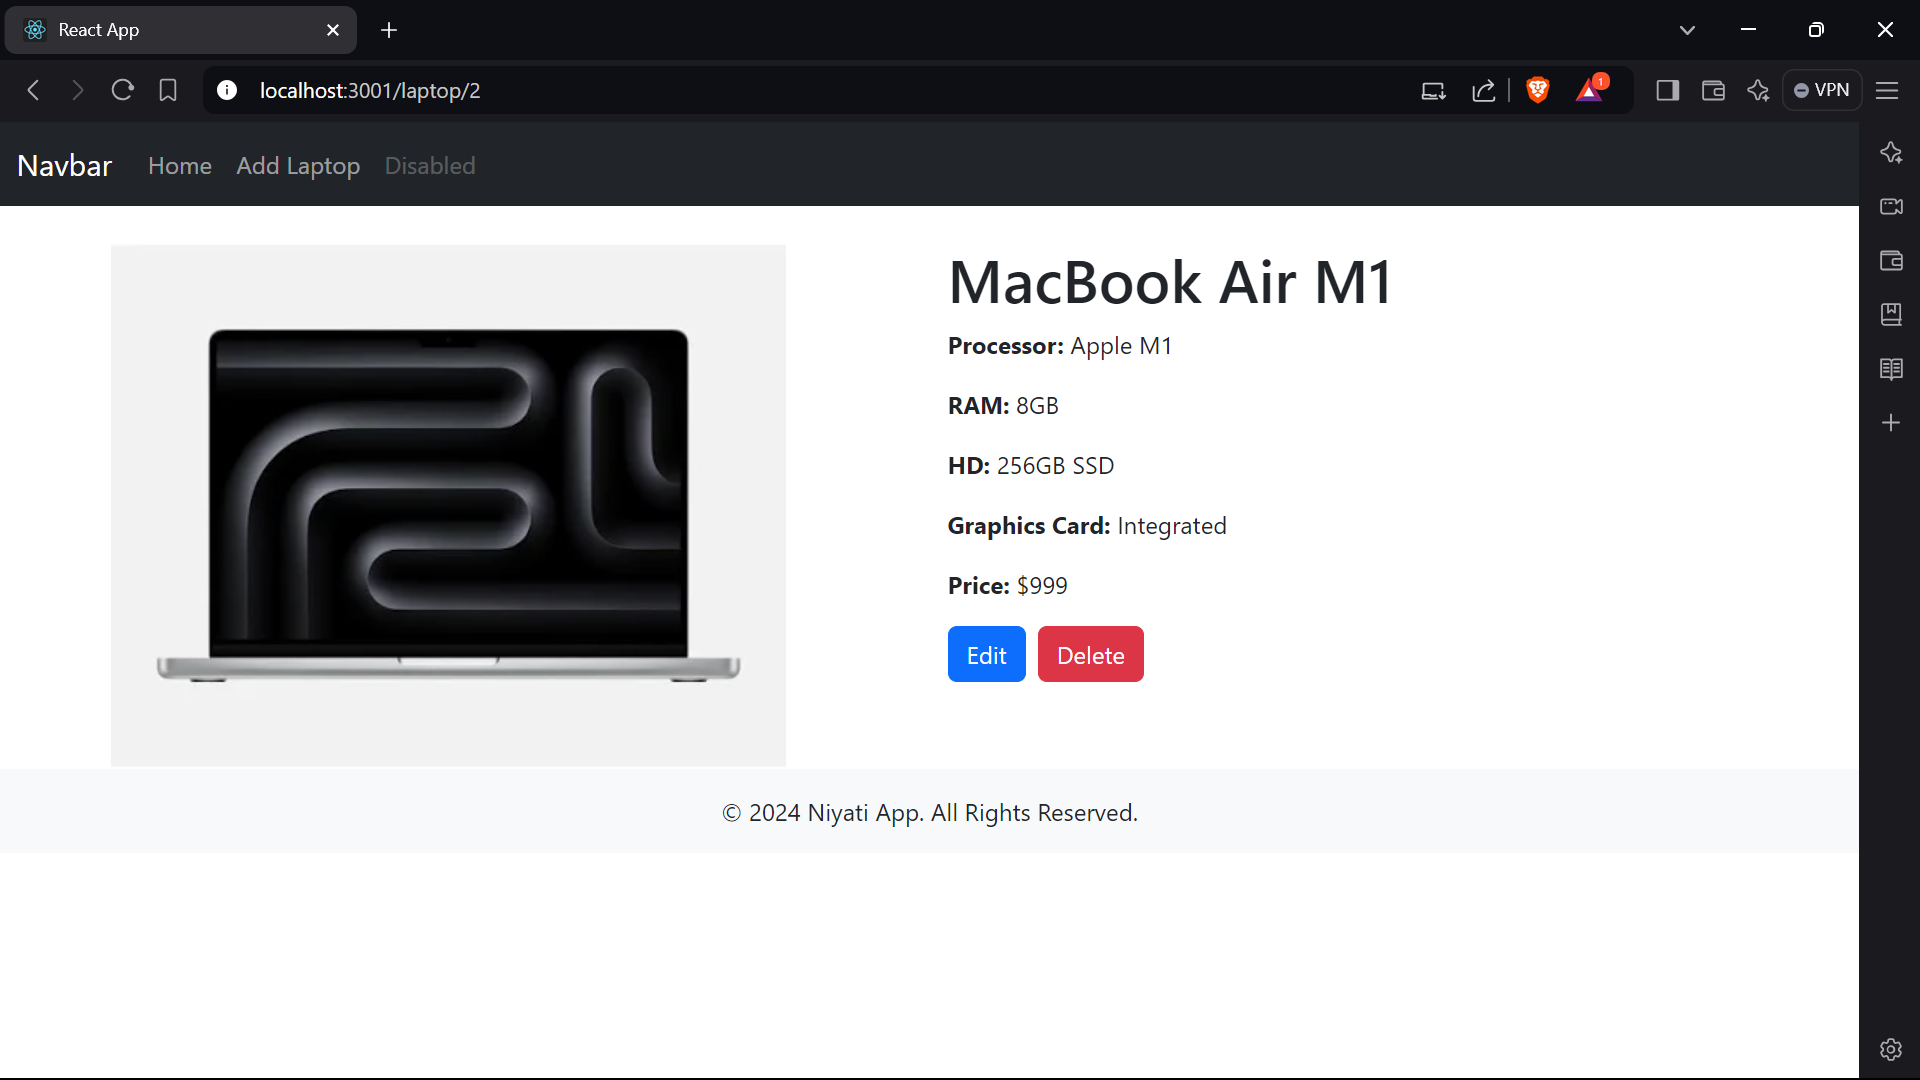 React App
localhost:3001/laptop/2
1
VPN
Navbar Home Add Laptop Disabled
MacBook Air M1
Processor: Apple M1
RAM: 8GB
HD: 256GB SSD
Graphics Card: Integrated
Price: $999
Edit Delete
© 2024 Niyati App. All Rights Reserved.